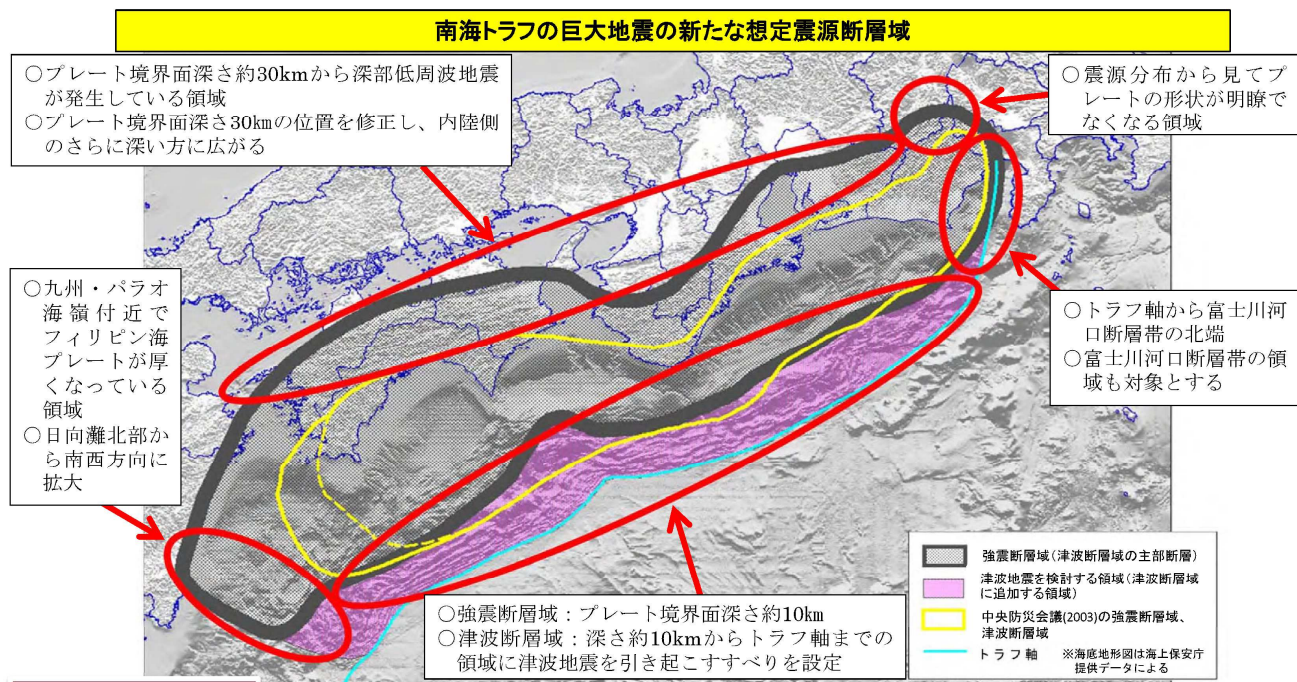 南海トラフの巨大地震の新たな想定震源断層域
○プレート境界面深さ約30kmから深部低周波地震
が発生している領域
○プレート境界面深さ30㎞の位置を修正し、内陸側
のさらに深い方に広がる
○震源分布から見てプ
レートの形状が明瞭で
なくなる領域
○九州・パラオ
海嶺付近で
フィリピン海
プレートが厚
くなっている
領域
○日向灘北部か
ら南西方向に
拡大
○トラフ軸から富士川河
口断層帯の北端
○富士川河口断層帯の領
域も対象とする
○強震断層域：プレート境界面深さ約10㎞
○津波断層域：深さ約10kmからトラフ軸までの
領域に津波地震を引き起こすすべりを設定
強震断層域(津波断層域の主部断層)
津波地震を検討する領域(津波断層域
に追加する領域)
中央防災会議(2003)の強震断層域、
津波断層域
トラフ軸 ※海底地形図は海上保安庁
提供データによる